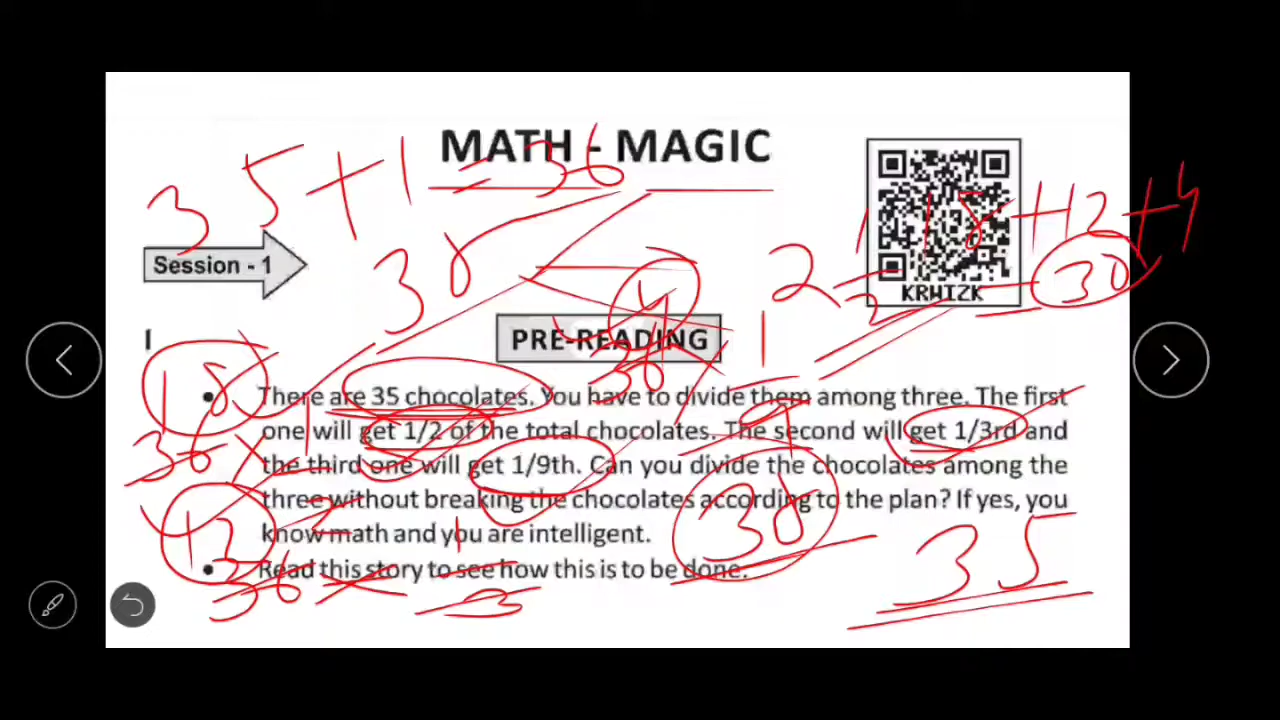 MATH - MAGIC
35+1=36
18+12+4
Session - 1
KRWIZK
I
PRE-READING
• There are 35 chocolates. You have to divide them among three. The first
one will get 1/2 of the total chocolates. The second will get 1/3rd and
the third one will get 1/9th. Can you divide the chocolates among the
three without breaking the chocolates according to the plan? If yes, you
know math and you are intelligent.
• Read this story to see how this is to be done.
18
12
35